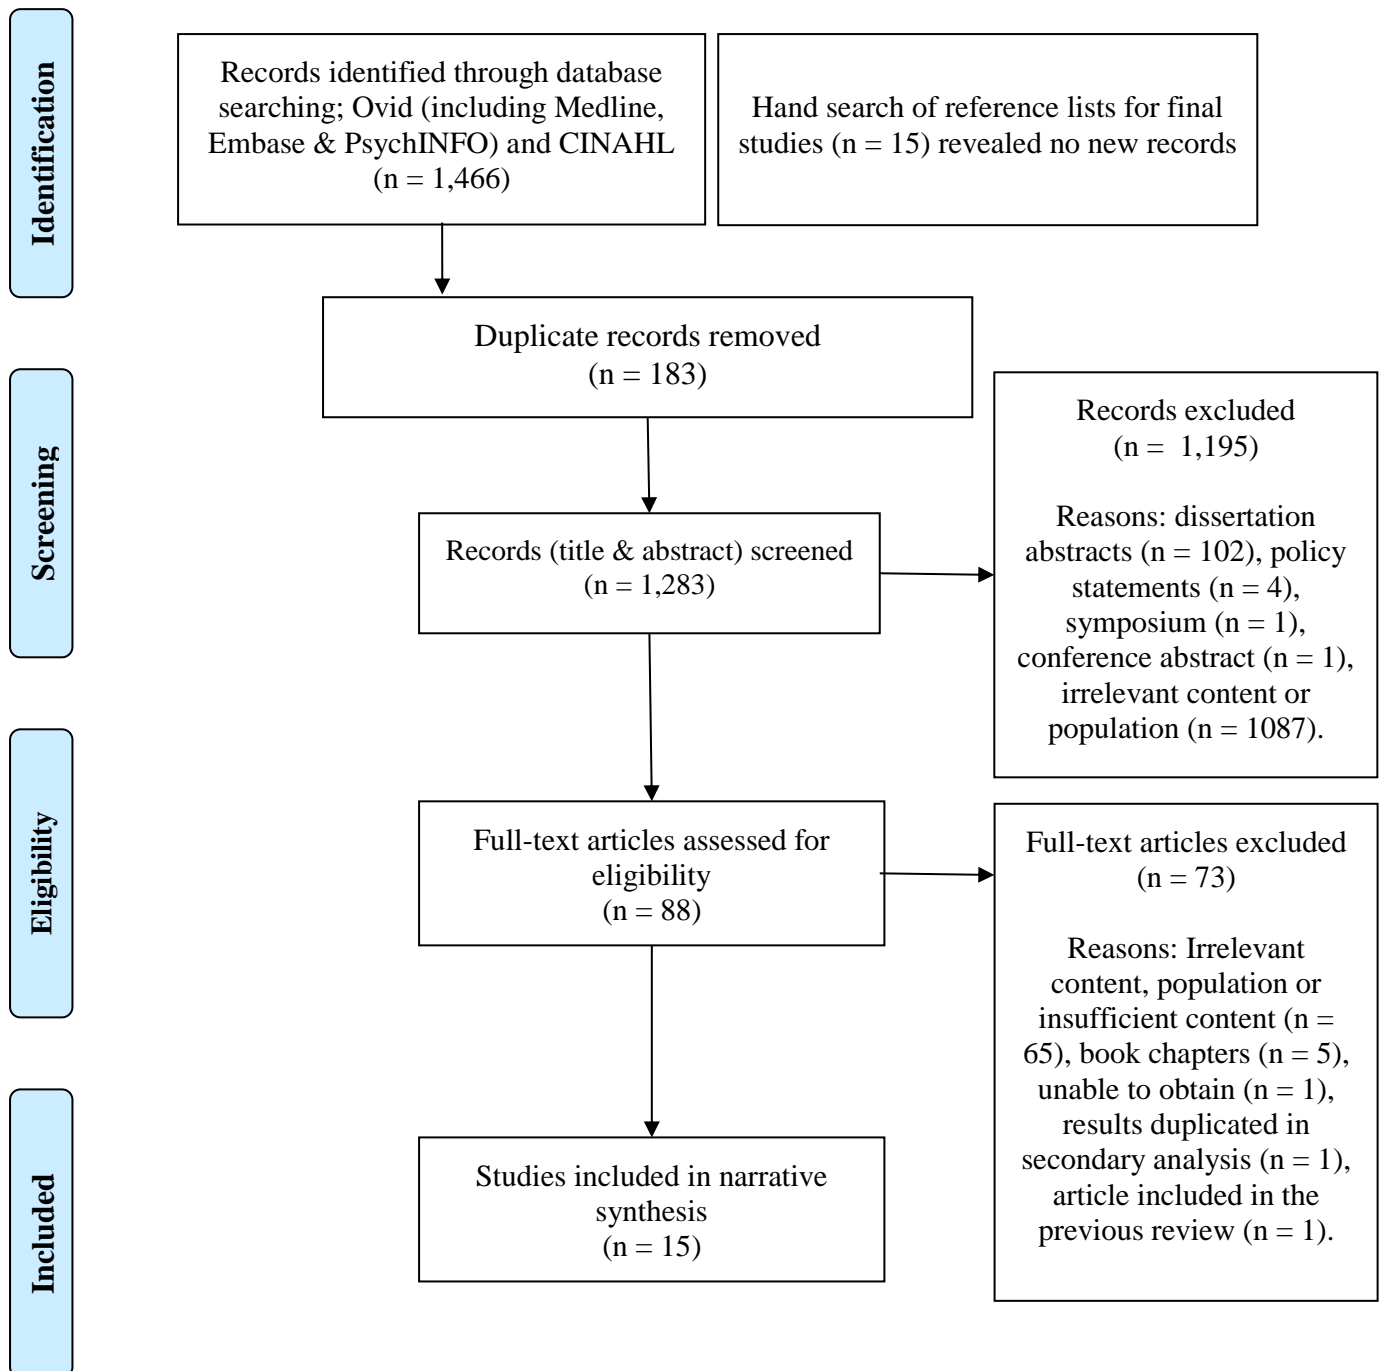 Identification
Records identified through database
searching; Ovid (including Medline,
Embase & PsychINFO) and CINAHL
(n = 1,466)
Hand search of reference lists for final
studies (n = 15) revealed no new records
Duplicate records removed
(n = 183)
Screening
Records (title & abstract) screened
(n = 1,283)
Records excluded
(n = 1,195)
Reasons: dissertation
abstracts (n = 102), policy
statements (n = 4),
symposium (n = 1),
conference abstract (n = 1),
irrelevant content or
population (n = 1087).
Eligibility
Full-text articles assessed for
eligibility
(n = 88)
Full-text articles excluded
(n = 73)
Reasons: Irrelevant
content, population or
insufficient content (n =
65), book chapters (n = 5),
unable to obtain (n = 1),
results duplicated in
secondary analysis (n = 1),
article included in the
previous review (n = 1).
Included
Studies included in narrative
synthesis
(n = 15)